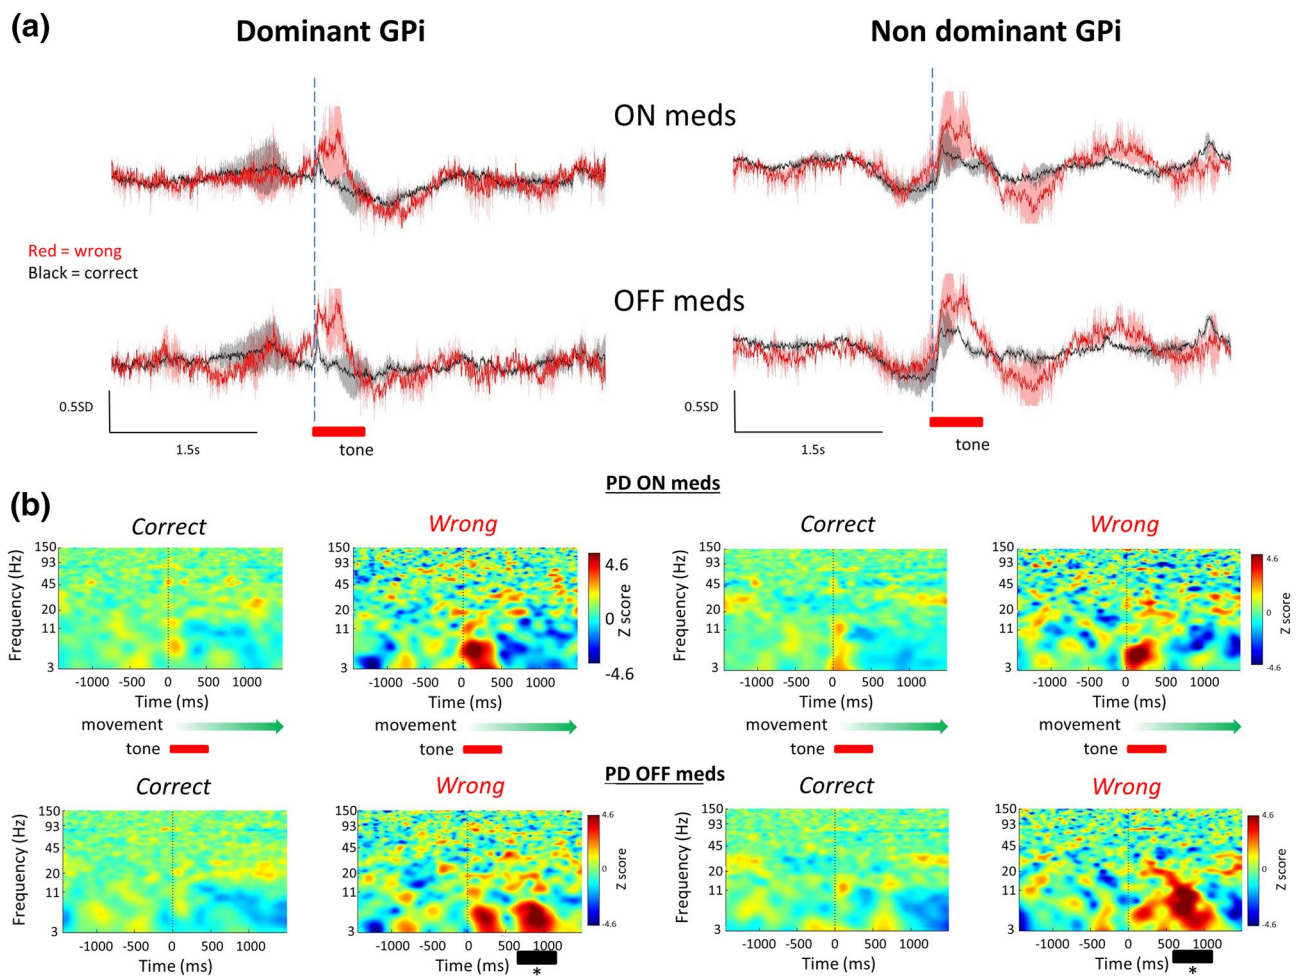 (a)
Dominant GPi
Non dominant GPi
ON meds
Red = wrong
Black = correct
OFF meds
0.5SD
1.5s
tone
0.5SD
1.5s
tone
PD ON meds
(b)
Correct
Wrong
Correct
Wrong
Frequency (Hz)
150
93
45
20
11
3
-1000 -500 0 500 1000
Time (ms)
movement
tone
150
93
45
20
11
3
-1000 -500 0 500 1000
Time (ms)
movement
tone
4.6
0
-4.6
Z score
150
93
45
20
11
3
-1000 -500 0 500 1000
Time (ms)
movement
tone
150
93
45
20
11
3
-1000 -500 0 500 1000
Time (ms)
movement
tone
4.6
0
-4.6
Z score
PD OFF meds
Correct
Wrong
Correct
Wrong
Frequency (Hz)
150
93
45
20
11
3
-1000 -500 0 500 1000
Time (ms)
150
93
45
20
11
3
-1000 -500 0 500 1000
Time (ms)
*
4.6
0
-4.6
Z score
150
93
45
20
11
3
-1000 -500 0 500 1000
Time (ms)
150
93
45
20
11
3
-1000 -500 0 500 1000
Time (ms)
*
4.6
0
-4.6
Z score